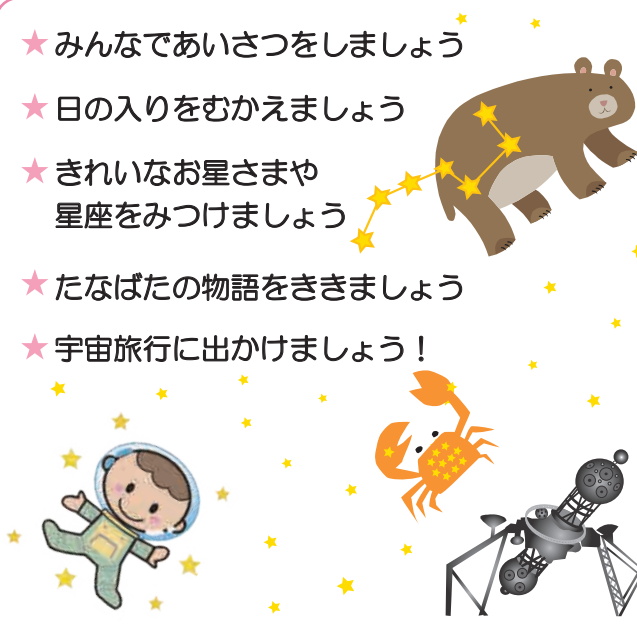 ★ みんなであいさつをしましょう
★ 日の入りをむかえましょう
★ きれいなお星さまや
星座をみつけましょう
★ たなばたの物語をききましょう
★ 宇宙旅行に出かけましょう！